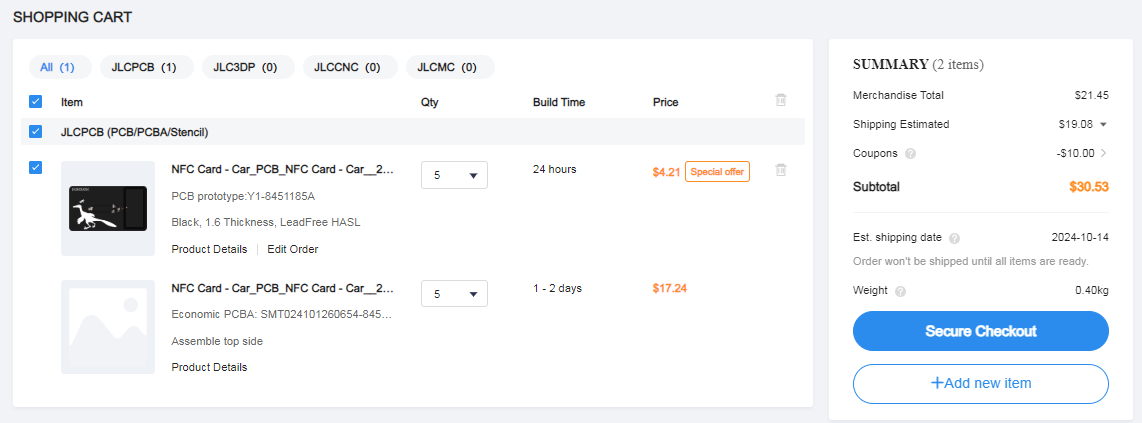 SHOPPING CART
All (1) JLCPCB (1) JLC3DP (0) JLCCNC (0) JLCMC (0)
Item Qty Build Time Price
JLCPCB (PCB/PCBA/Stencil)
NFC Card - Car_PCB_NFC Card - Car__2... 5 24 hours $4.21 Special offer
PCB prototype:Y1-8451185A
Black, 1.6 Thickness, LeadFree HASL
Product Details Edit Order
NFC Card - Car_PCB_NFC Card - Car__2... 5 1 - 2 days $17.24
Economic PCBA: SMT024101260654-845...
Assemble top side
Product Details
SUMMARY (2 items)
Merchandise Total $21.45
Shipping Estimated $19.08
Coupons ? -$10.00
Subtotal $30.53
Est. shipping date ? 2024-10-14
Order won't be shipped until all items are ready.
Weight ? 0.40kg
Secure Checkout
+Add new item